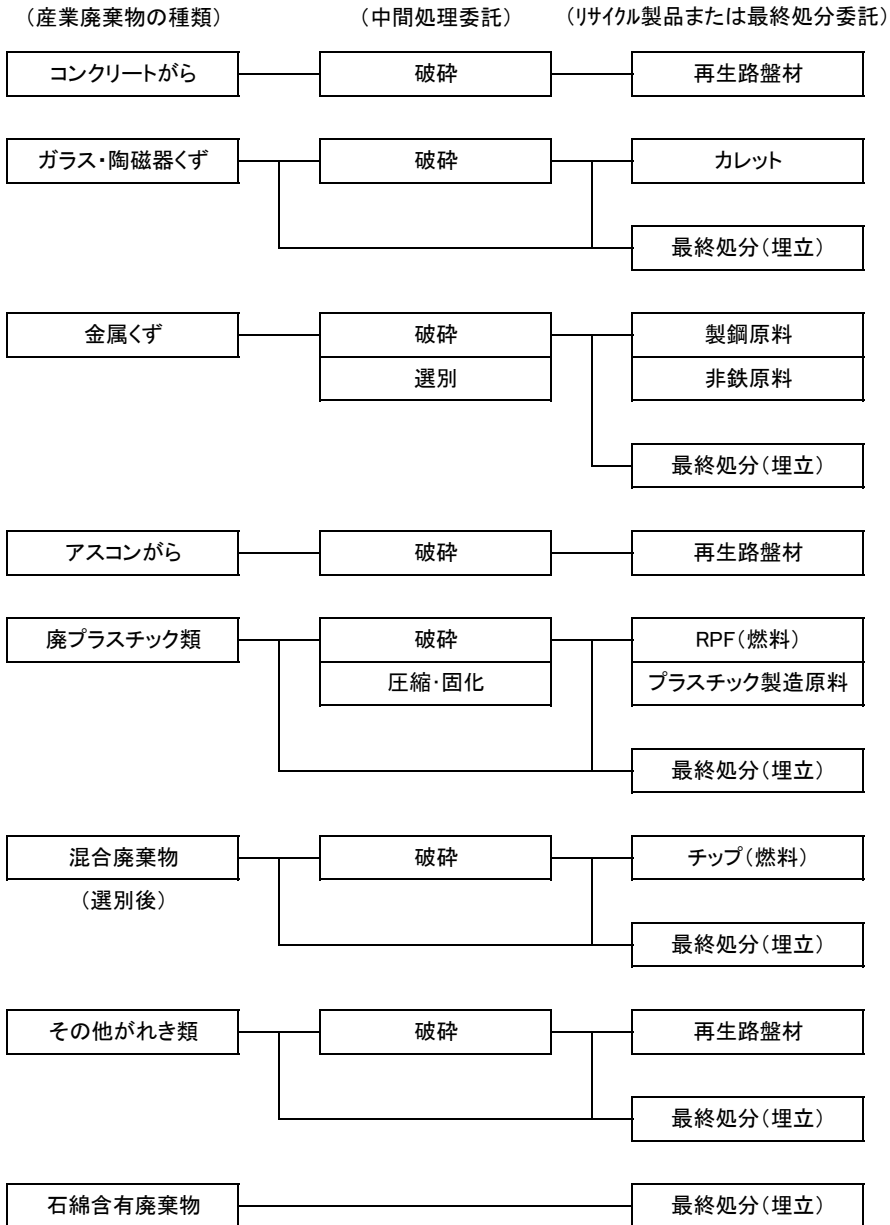 （産業廃棄物の種類） （中間処理委託） （ﾘｻｲｸﾙ製品または最終処分委託）
コンクリートがら 破砕 再生路盤材
ガラス・陶磁器くず 破砕 カレット
最終処分（埋立）
金属くず 破砕 製鋼原料
選別 非鉄原料
最終処分（埋立）
アスコンがら 破砕 再生路盤材
廃プラスチック類 破砕 RPF（燃料）
圧縮・固化 プラスチック製造原料
最終処分（埋立）
混合廃棄物 破砕 チップ（燃料）
（選別後）
最終処分（埋立）
その他がれき類 破砕 再生路盤材
最終処分（埋立）
石綿含有廃棄物 最終処分（埋立）